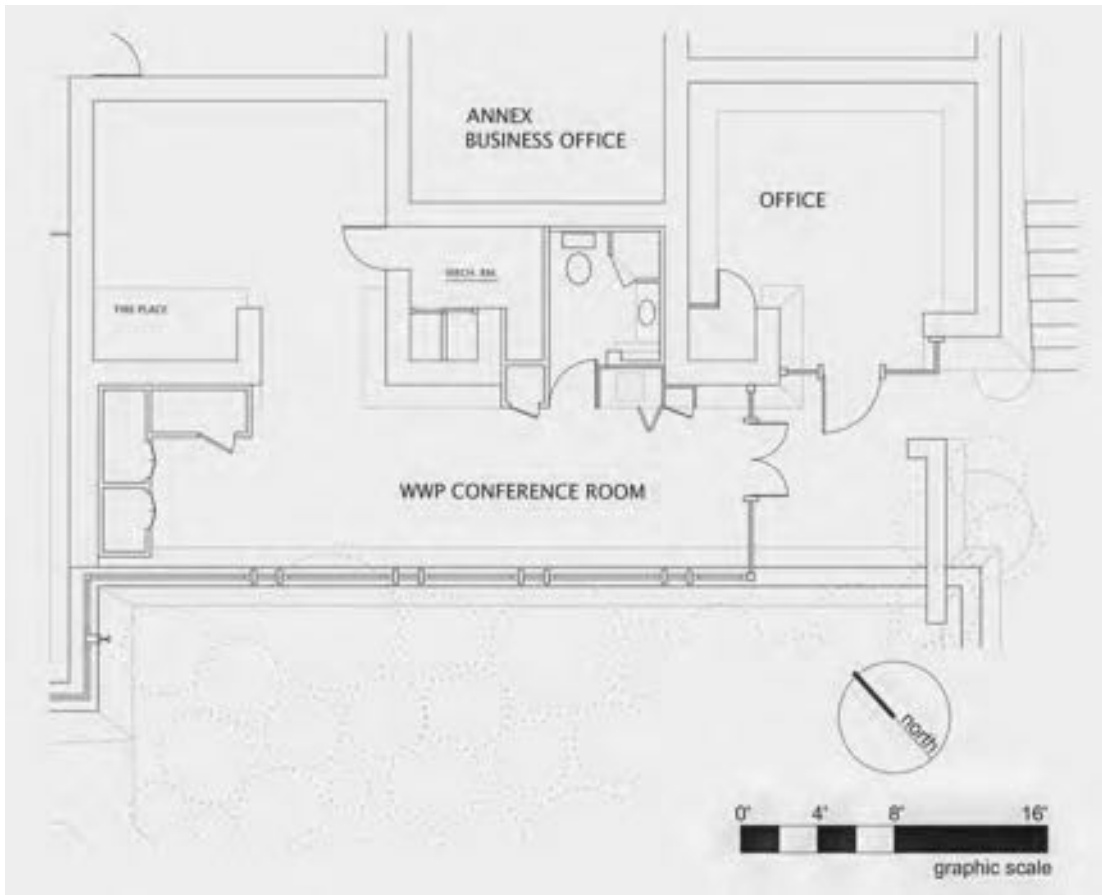 ANNEX
BUSINESS OFFICE
OFFICE
MECH. RM.
FIRE PLACE
WWP CONFERENCE ROOM
north
0' 4' 8' 16'
graphic scale